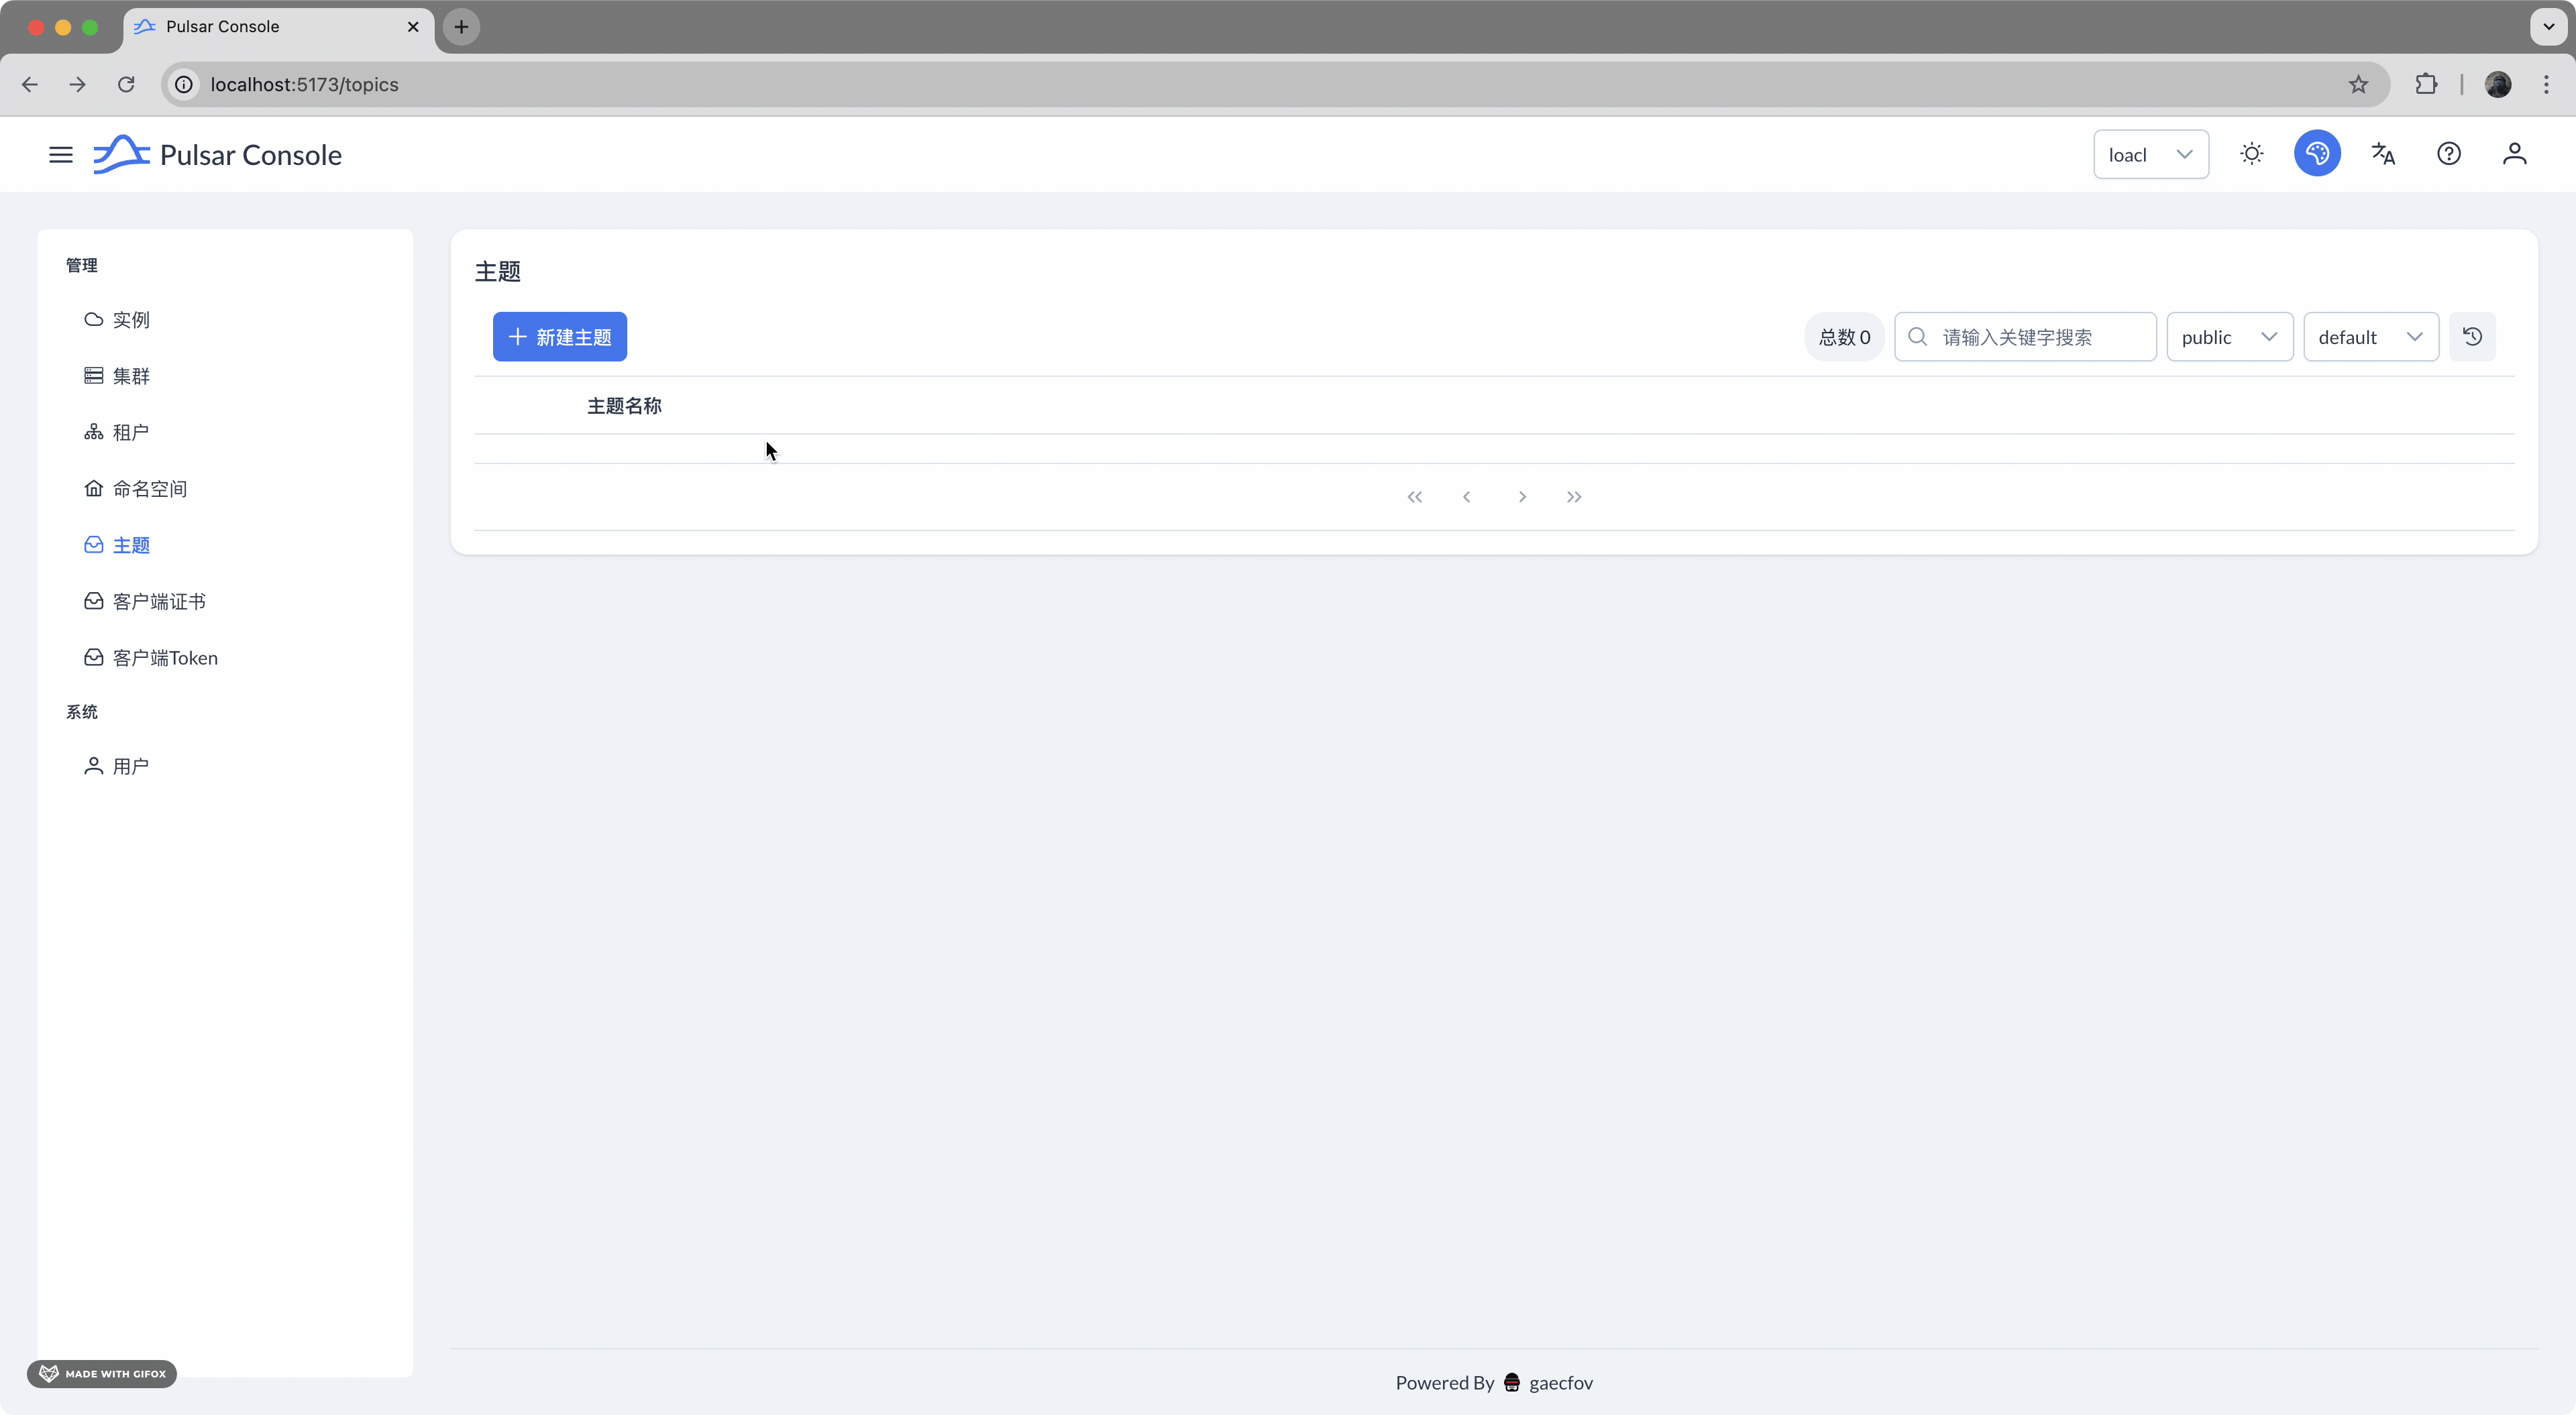 Pulsar Console
localhost:5173/topics
Pulsar Console
loacl
管理
实例
集群
租户
命名空间
主题
客户端证书
客户端Token
系统
用户
主题
新建主题
总数 0
请输入关键字搜索
public
default
主题名称
MADE WITH GIFOX
Powered By gaecfov